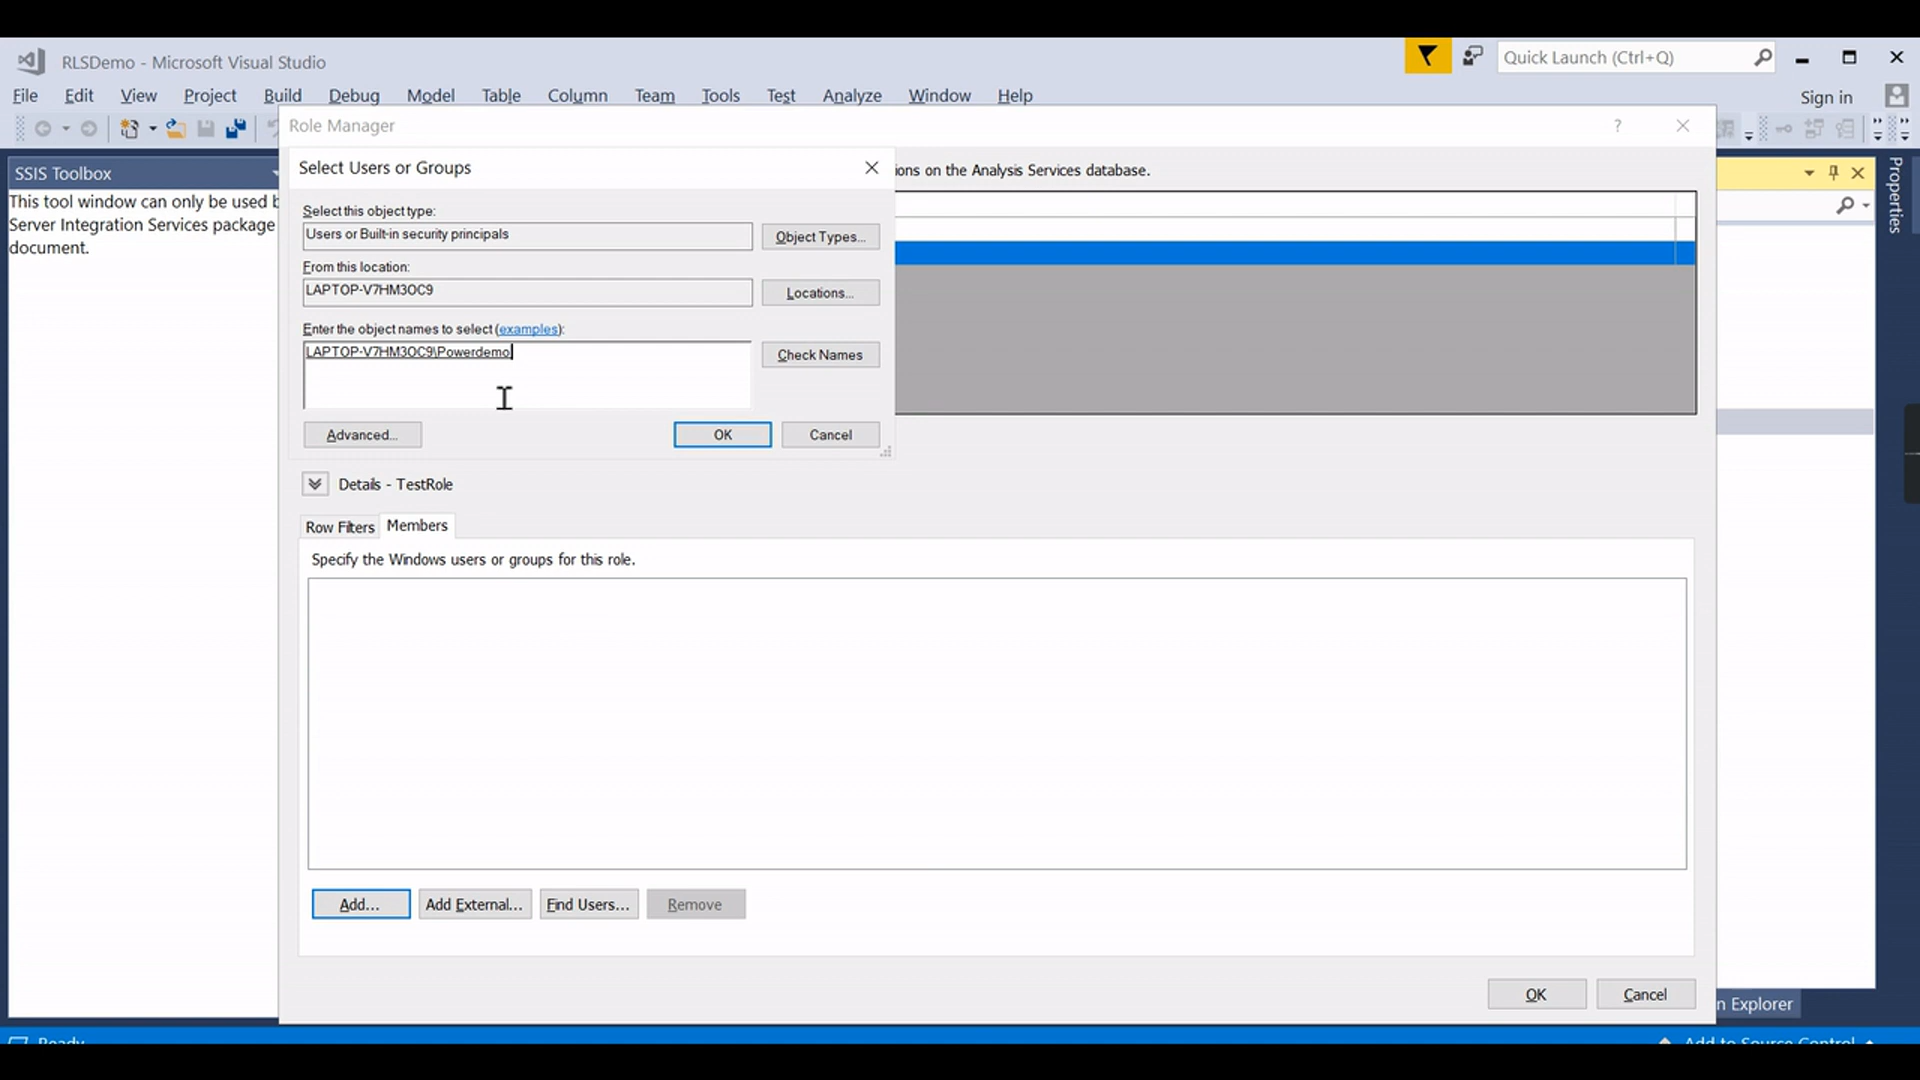 RLSDemo - Microsoft Visual Studio
Quick Launch (Ctrl+Q)
File Edit View Project Build Debug Model Table Column Team Tools Test Analyze Window Help
Sign in
Role Manager
?
SSIS Toolbox
This tool window can only be used b
Server Integration Services package
document.
Select Users or Groups
ions on the Analysis Services database.
Properties
Select this object type:
Users or Built-in security principals
Object Types...
From this location:
LAPTOP-V7HM3OC9
Locations...
Enter the object names to select (examples):
LAPTOP-V7HM3OC9\Powerdemo
Check Names
Advanced...
OK
Cancel
Details - TestRole
Row Filters
Members
Specify the Windows users or groups for this role.
Add...
Add External...
Find Users...
Remove
OK
Cancel
n Explorer
Ready
Add to Source Control